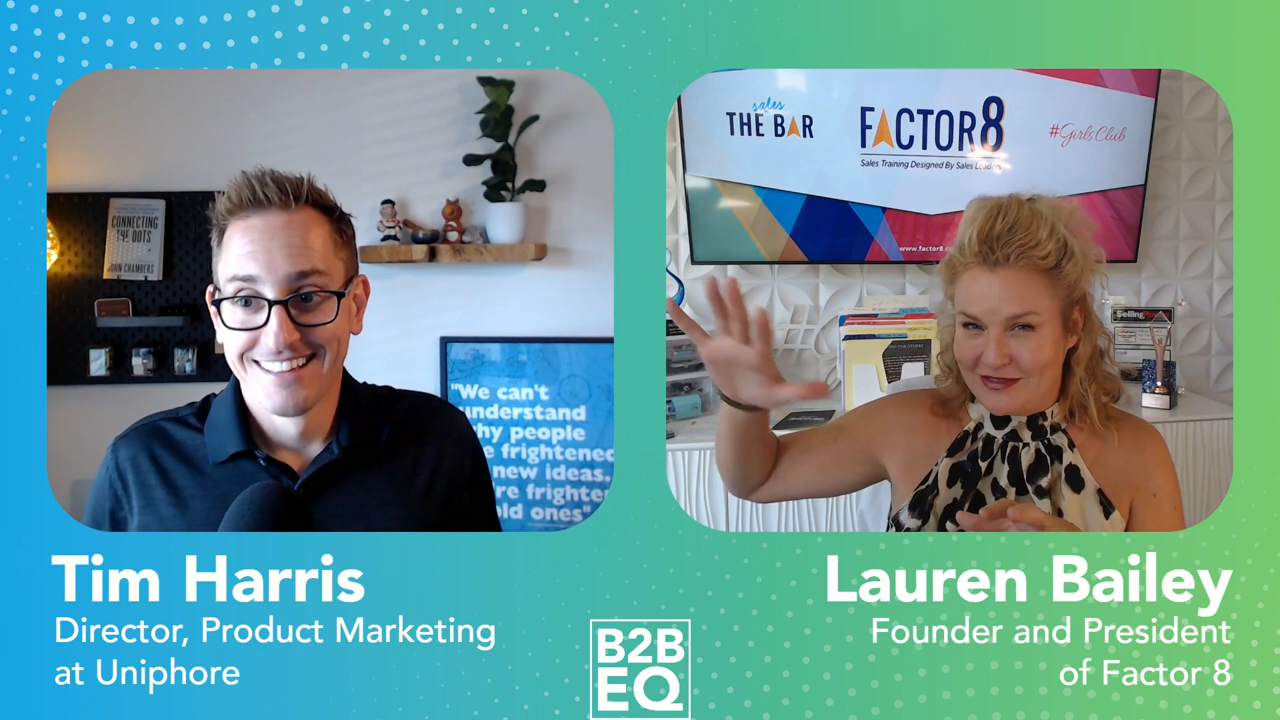 CONNECTING
THE DOTS
JOHN CHAMBERS
"We can't
understand
hy people
e frightened
new ideas.
re frighten
old ones"
sales
THE BAR
FACTOR8
Sales Training Designed By Sales Leaders
#GirlsClub
www.factor8.c
Selling
Tim Harris
Director, Product Marketing
at Uniphore
Lauren Bailey
Founder and President
of Factor 8
B2B
EQ